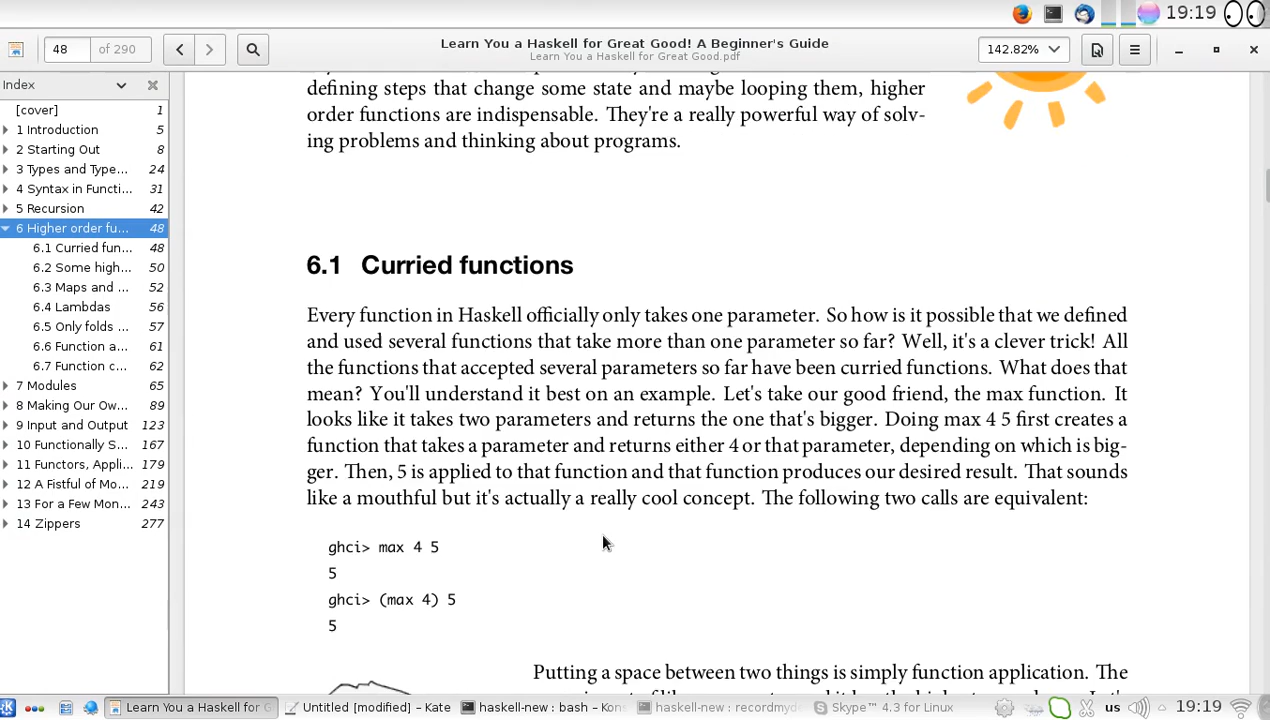 19:19
48 of 290
Learn You a Haskell for Great Good! A Beginner's Guide
Learn You a Haskell for Great Good.pdf
142.82%
Index
[cover] 1
1 Introduction 5
2 Starting Out 8
3 Types and Type... 24
4 Syntax in Functi... 31
5 Recursion 42
6 Higher order fu... 48
6.1 Curried fun... 48
6.2 Some high... 50
6.3 Maps and ... 52
6.4 Lambdas 56
6.5 Only folds ... 57
6.6 Function a... 61
6.7 Function c... 62
7 Modules 65
8 Making Our Ow... 89
9 Input and Output 123
10 Functionally S... 167
11 Functors, Appli... 179
12 A Fistful of Mo... 219
13 For a Few Mon... 243
14 Zippers 277
defining steps that change some state and maybe looping them, higher
order functions are indispensable. They're a really powerful way of solv-
ing problems and thinking about programs.
6.1 Curried functions
Every function in Haskell officially only takes one parameter. So how is it possible that we defined
and used several functions that take more than one parameter so far? Well, it's a clever trick! All
the functions that accepted several parameters so far have been curried functions. What does that
mean? You'll understand it best on an example. Let's take our good friend, the max function. It
looks like it takes two parameters and returns the one that's bigger. Doing max 4 5 first creates a
function that takes a parameter and returns either 4 or that parameter, depending on which is big-
ger. Then, 5 is applied to that function and that function produces our desired result. That sounds
like a mouthful but it's actually a really cool concept. The following two calls are equivalent:
ghci> max 4 5
5
ghci> (max 4) 5
5
Putting a space between two things is simply function application. The
Learn You a Haskell for Great G
Untitled [modified] – Kate
haskell-new : bash – Kons
haskell-new : recordmyde
Skype™ 4.3 for Linux
us
19:19